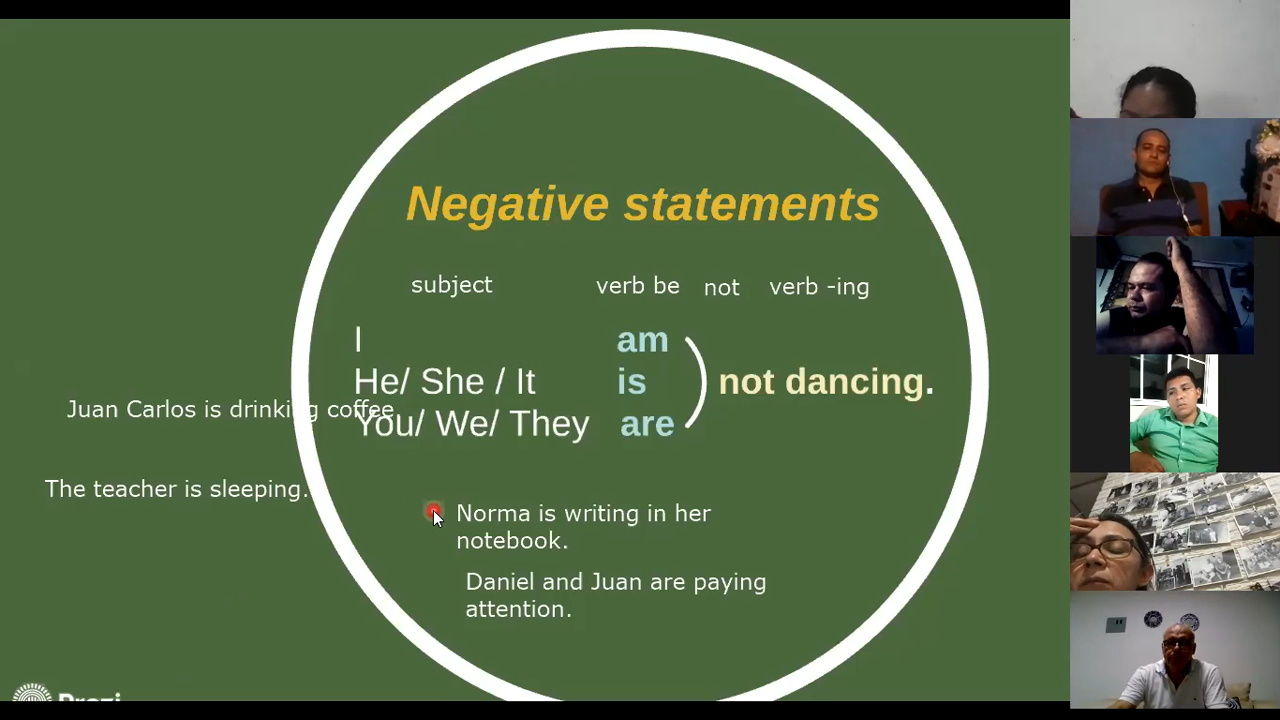 Negative statements
subject verb be not verb -ing
I am
He/ She / It is not dancing.
You/ We/ They are
Juan Carlos is drinking coffee
The teacher is sleeping.
Norma is writing in her
notebook.
Daniel and Juan are paying
attention.
Prezi